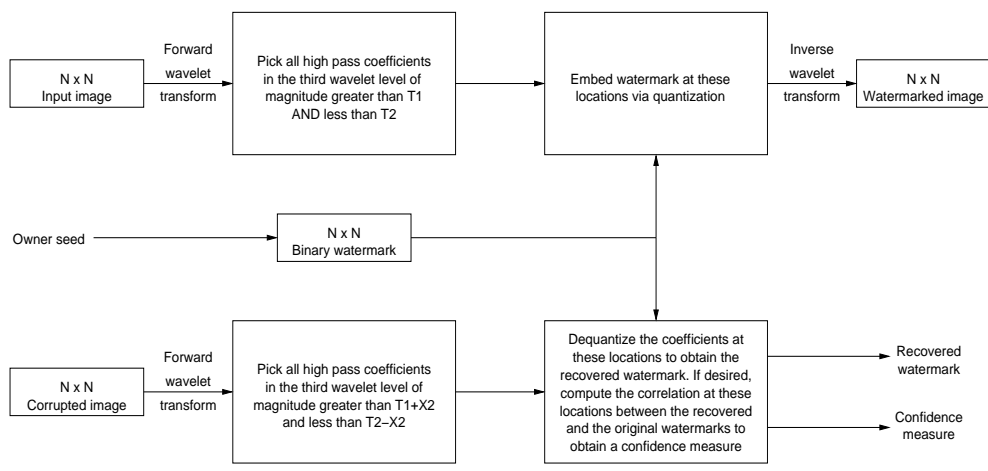 Forward
wavelet
transform
N x N
Input image
Pick all high pass coefficients
in the third wavelet level of
magnitude greater than T1
AND less than T2
Embed watermark at these
locations via quantization
Inverse
wavelet
transform
N x N
Watermarked image
Owner seed
N x N
Binary watermark
Forward
wavelet
transform
N x N
Corrupted image
Pick all high pass coefficients
in the third wavelet level of
magnitude greater than T1+X2
and less than T2−X2
Dequantize the coefficients at
these locations to obtain the
recovered watermark. If desired,
compute the correlation at these
locations between the recovered
and the original watermarks to
obtain a confidence measure
Recovered
watermark
Confidence
measure